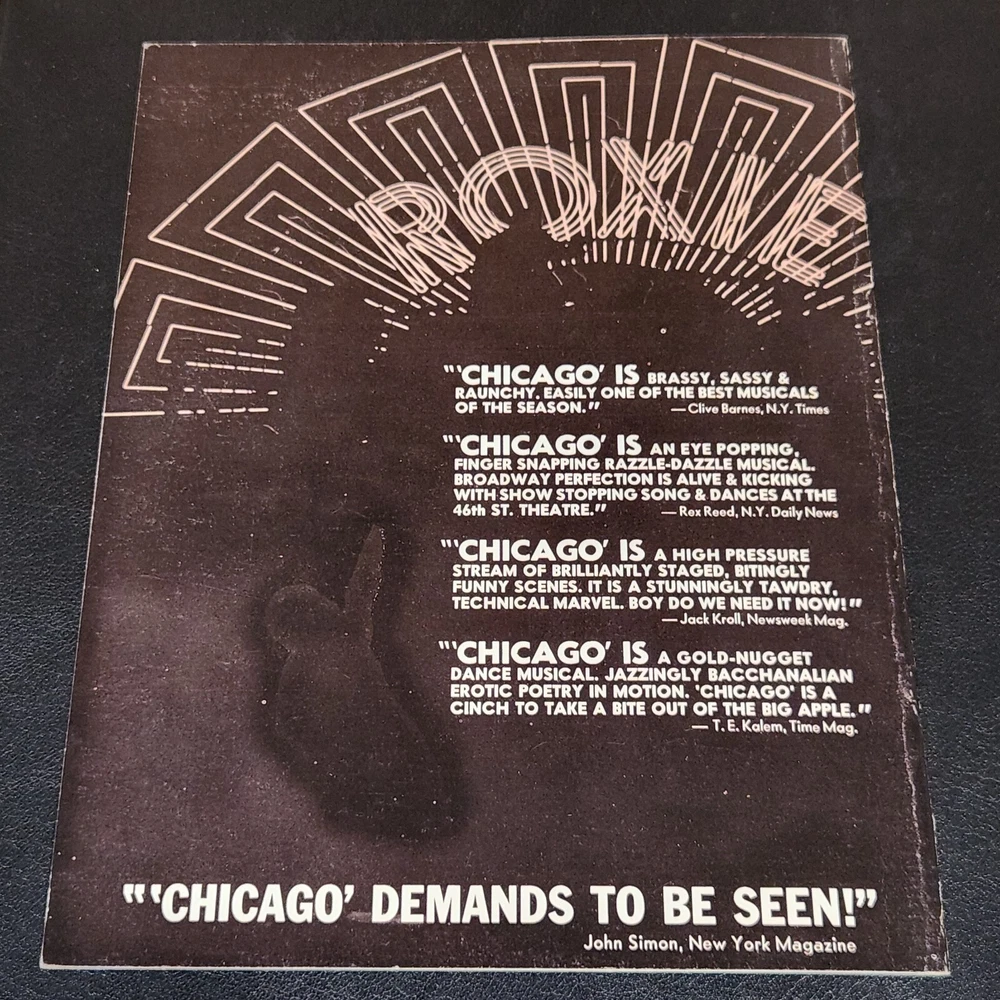 ROXIE
"'CHICAGO' IS BRASSY, SASSY &
RAUNCHY. EASILY ONE OF THE BEST MUSICALS
OF THE SEASON." — Clive Barnes, N.Y. Times
"'CHICAGO' IS AN EYE POPPING,
FINGER SNAPPING RAZZLE-DAZZLE MUSICAL.
BROADWAY PERFECTION IS ALIVE & KICKING
WITH SHOW STOPPING SONG & DANCES AT THE
46th ST. THEATRE." — Rex Reed, N.Y. Daily News
"'CHICAGO' IS A HIGH PRESSURE
STREAM OF BRILLIANTLY STAGED, BITINGLY
FUNNY SCENES. IT IS A STUNNINGLY TAWDRY,
TECHNICAL MARVEL. BOY DO WE NEED IT NOW!"
— Jack Kroll, Newsweek Mag.
"'CHICAGO' IS A GOLD-NUGGET
DANCE MUSICAL. JAZZINGLY BACCHANALIAN
EROTIC POETRY IN MOTION. 'CHICAGO' IS A
CINCH TO TAKE A BITE OUT OF THE BIG APPLE."
— T. E. Kalem, Time Mag.
"'CHICAGO' DEMANDS TO BE SEEN!"
John Simon, New York Magazine